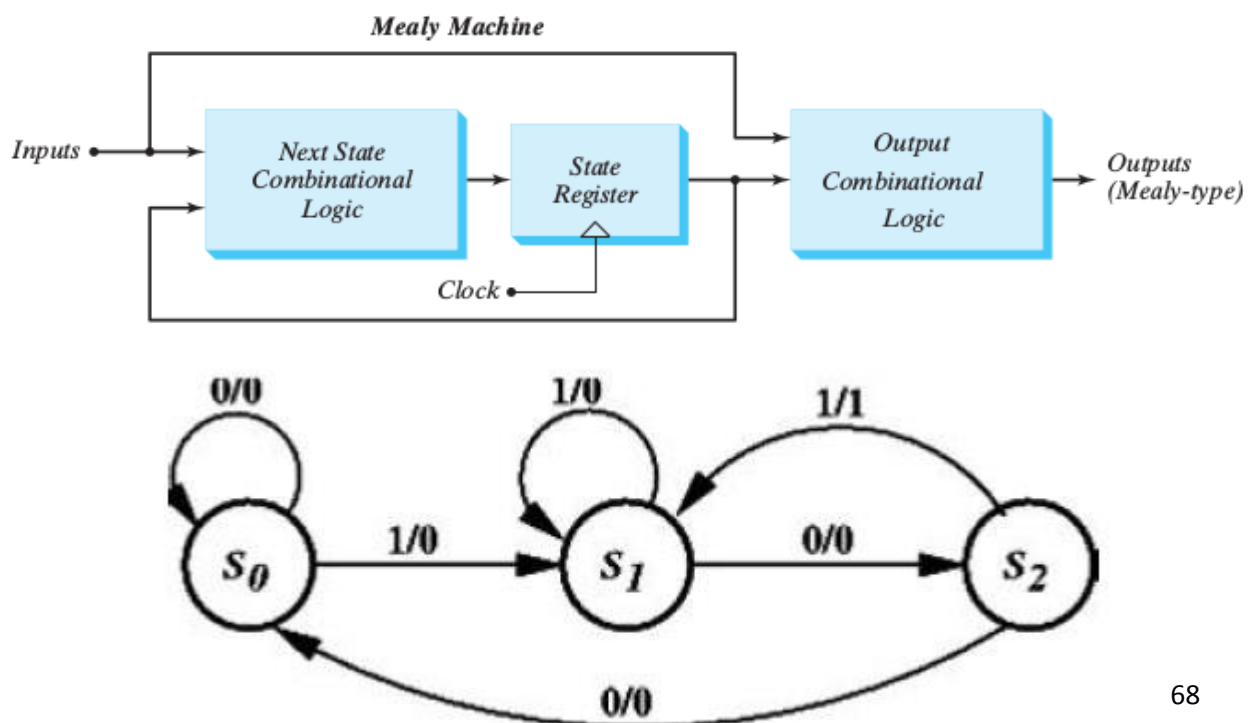 Mealy Machine
Inputs
Next State
Combinational
Logic
State
Register
Output
Combinational
Logic
Outputs
(Mealy-type)
Clock
0/0
1/0
1/1
S0
1/0
S1
0/0
S2
0/0
68